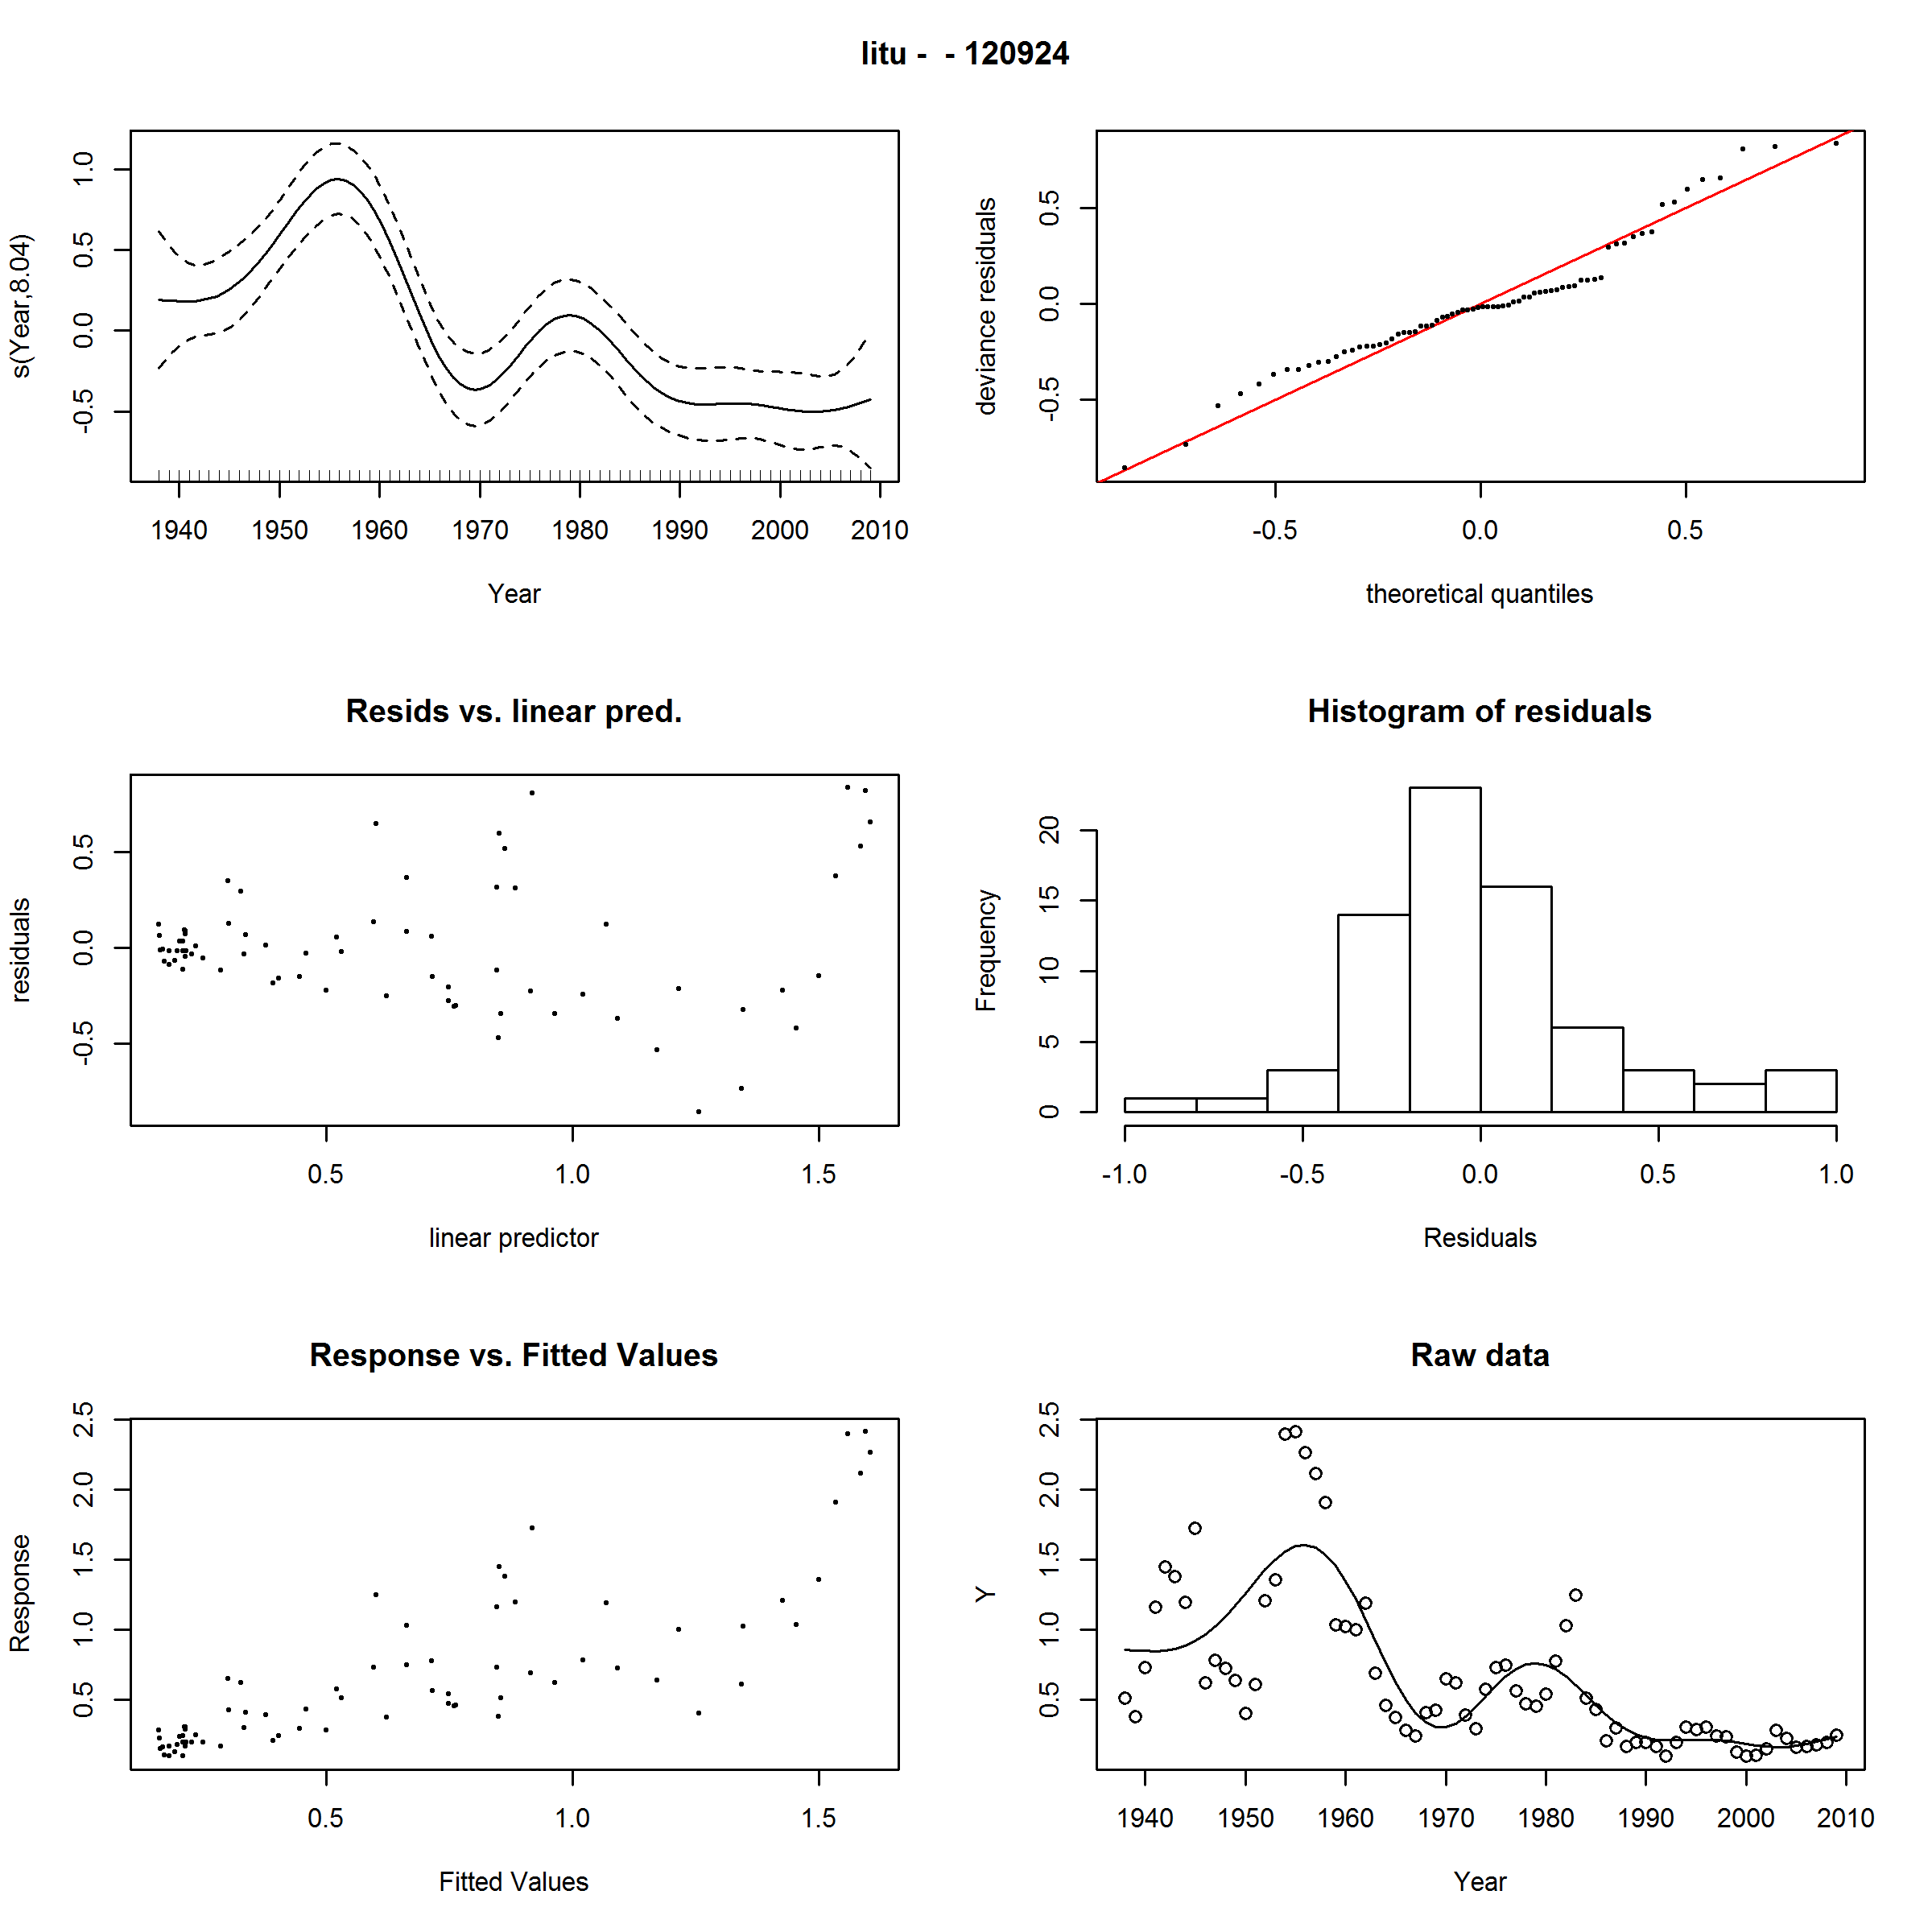 litu -  - 120924
s(Year,8.04)
1.0
0.5
0.0
-0.5
1940 1950 1960 1970 1980 1990 2000 2010
Year
deviance residuals
0.5
0.0
-0.5
-0.5 0.0 0.5
theoretical quantiles
Resids vs. linear pred.
residuals
0.5
0.0
-0.5
0.5 1.0 1.5
linear predictor
Histogram of residuals
Frequency
20
15
10
5
0
-1.0 -0.5 0.0 0.5 1.0
Residuals
Response vs. Fitted Values
Response
2.5
2.0
1.5
1.0
0.5
0.5 1.0 1.5
Fitted Values
Raw data
Y
2.5
2.0
1.5
1.0
0.5
1940 1950 1960 1970 1980 1990 2000 2010
Year